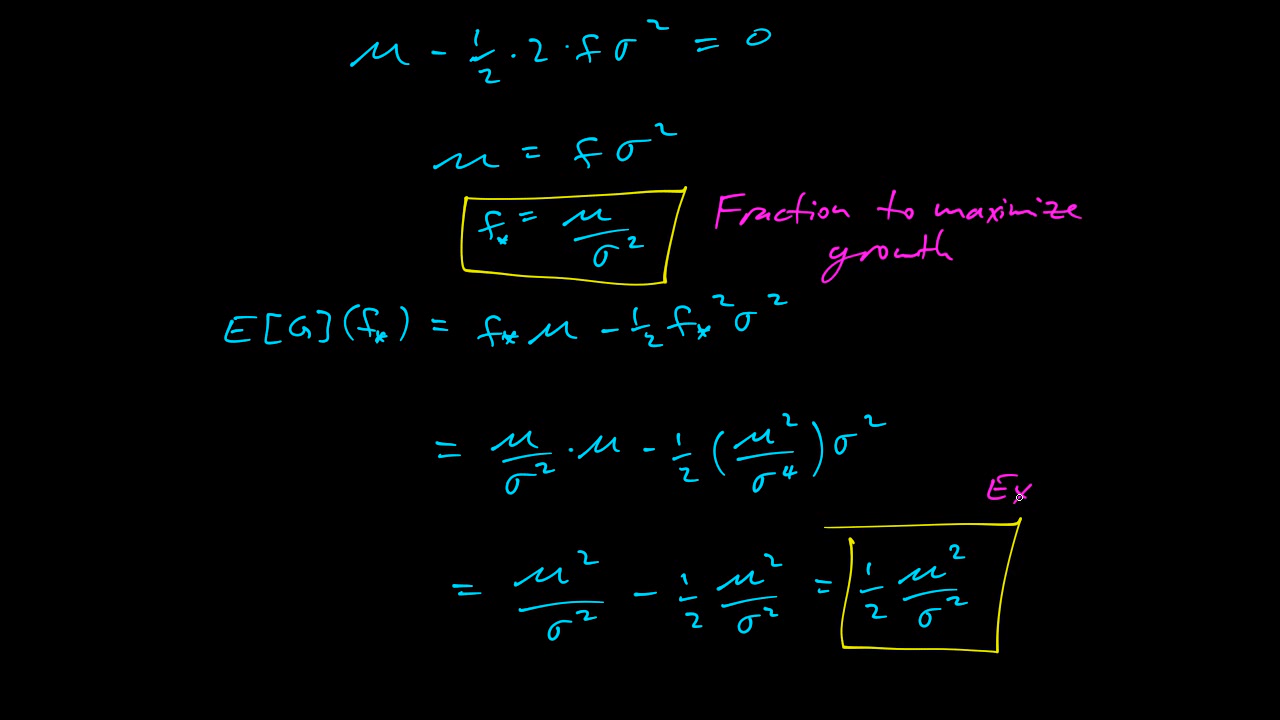 μ - 1/2 · 2 · f σ² = 0
μ = f σ²
f* = μ/σ² Fraction to maximize
growth
E[G](f*) = f* μ - 1/2 f*² σ²
= μ/σ² · μ - 1/2 (μ²/σ⁴) σ²
Ex
= μ²/σ² - 1/2 μ²/σ² = 1/2 μ²/σ²